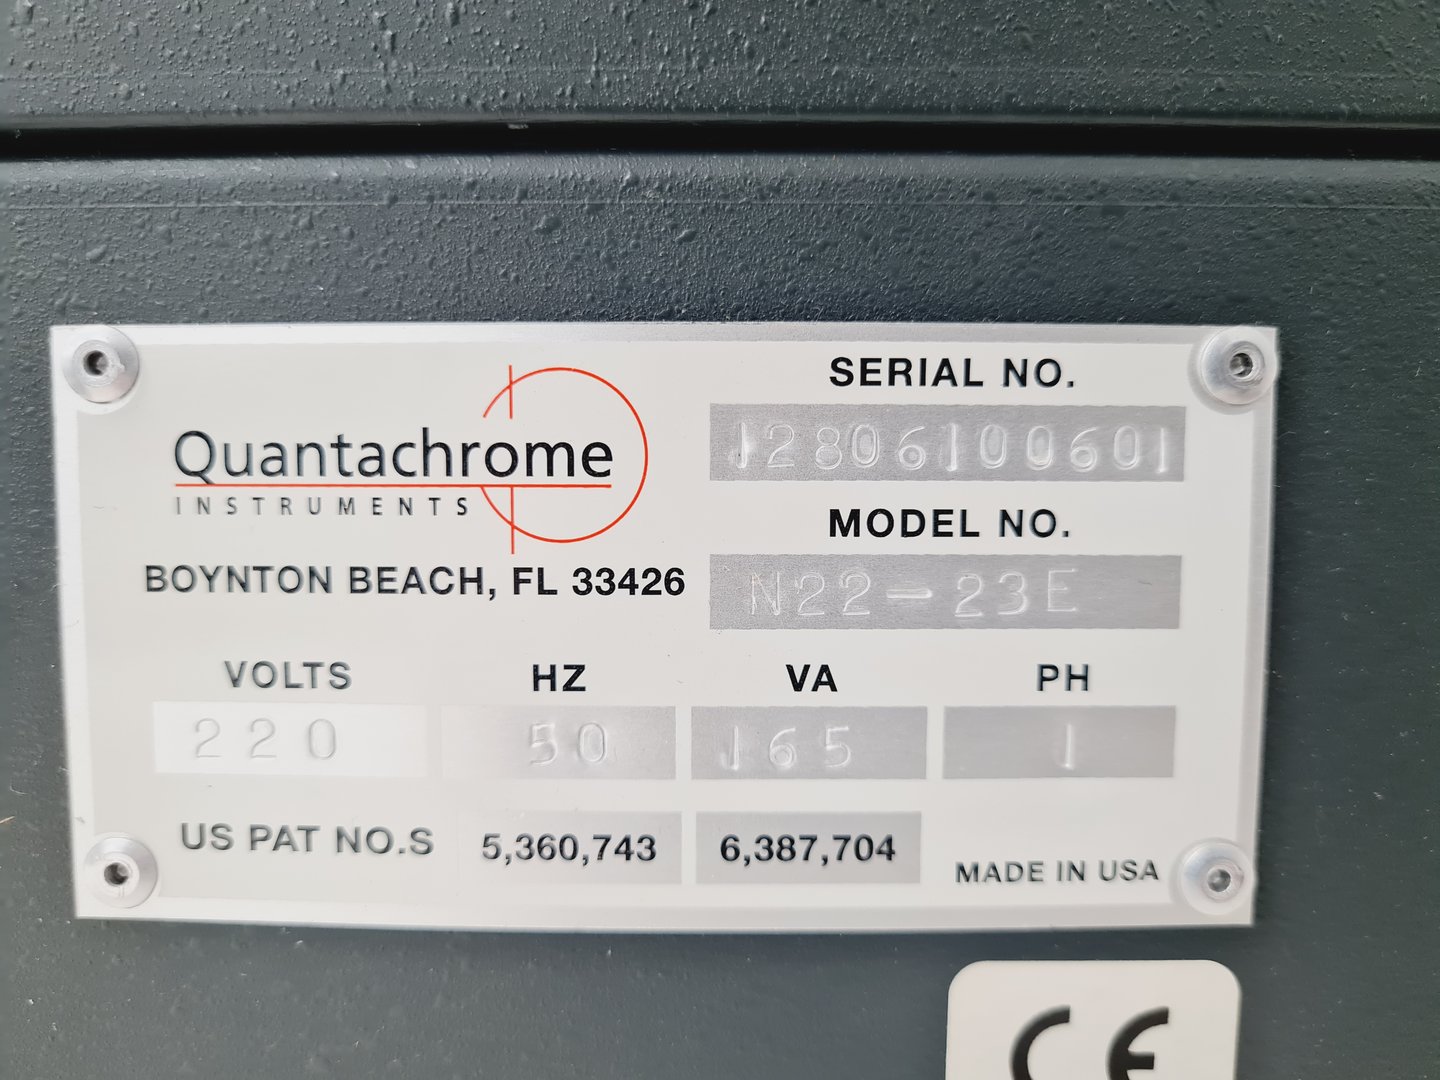 Quantachrome
INSTRUMENTS
BOYNTON BEACH, FL 33426
SERIAL NO.
12806100601
MODEL NO.
N22-23E
VOLTS HZ VA PH
220 50 165 1
US PAT NO.S 5,360,743 6,387,704 MADE IN USA
CE